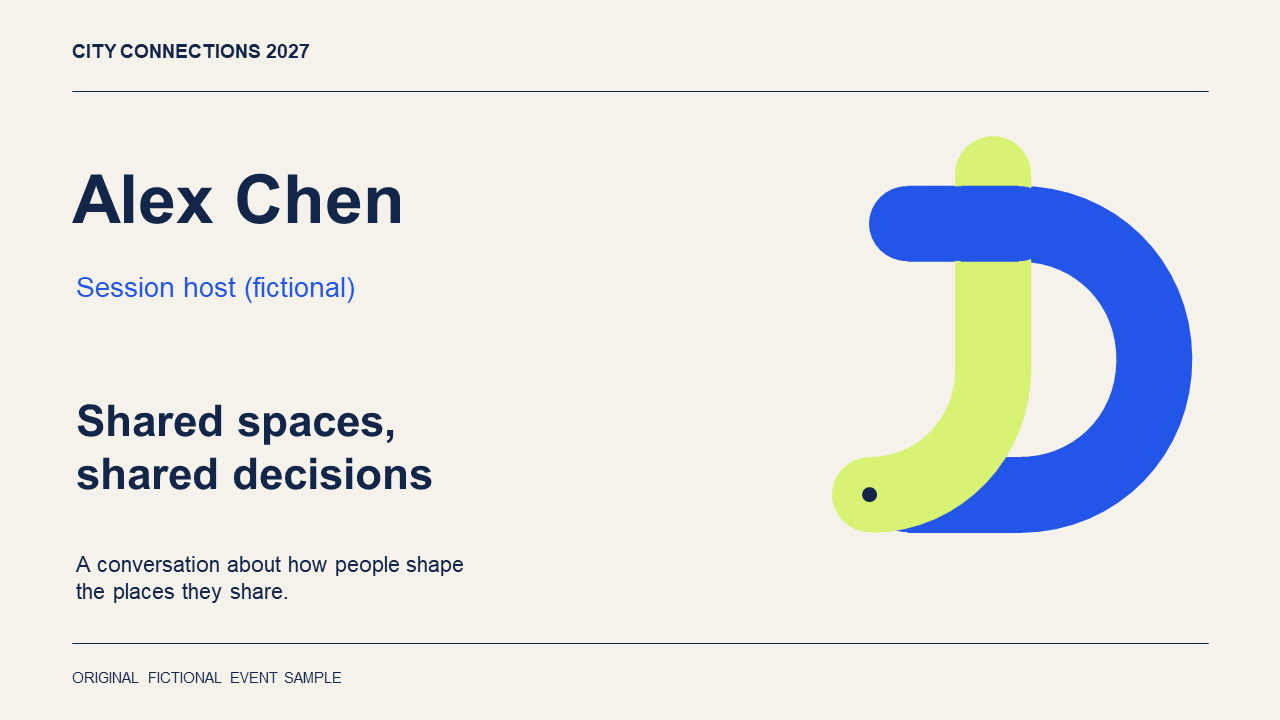 CITY CONNECTIONS 2027
Alex Chen
Session host (fictional)
Shared spaces,
shared decisions
A conversation about how people shape
the places they share.
ORIGINAL FICTIONAL EVENT SAMPLE